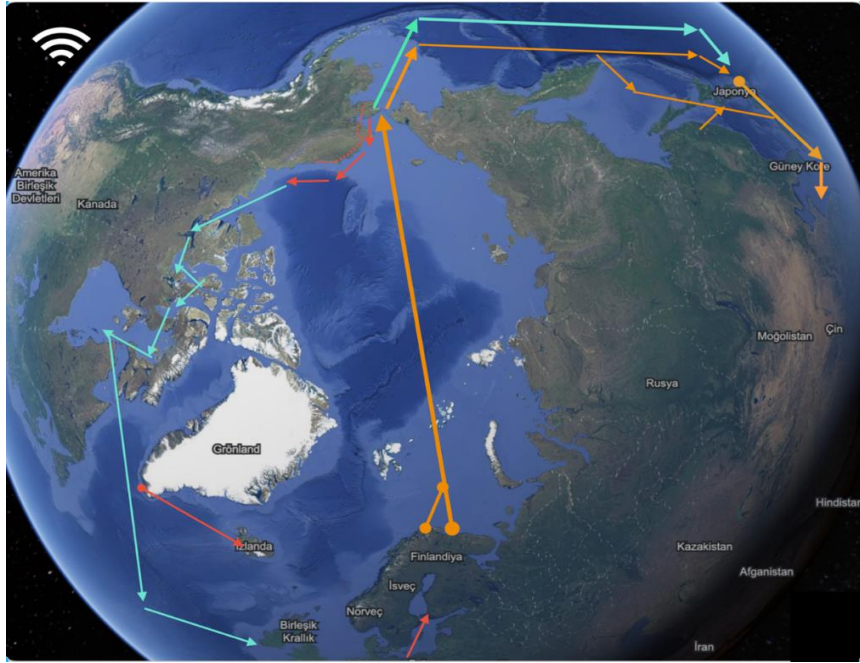 Japonya
Güney Kore
Amerika
Birleşik
Devletleri
Kanada
Moğolistan
Çin
Rusya
Grönland
Hindistan
İzlanda
Finlandiya
Kazakistan
Afganistan
İsveç
Norveç
Birleşik
Krallık
İran